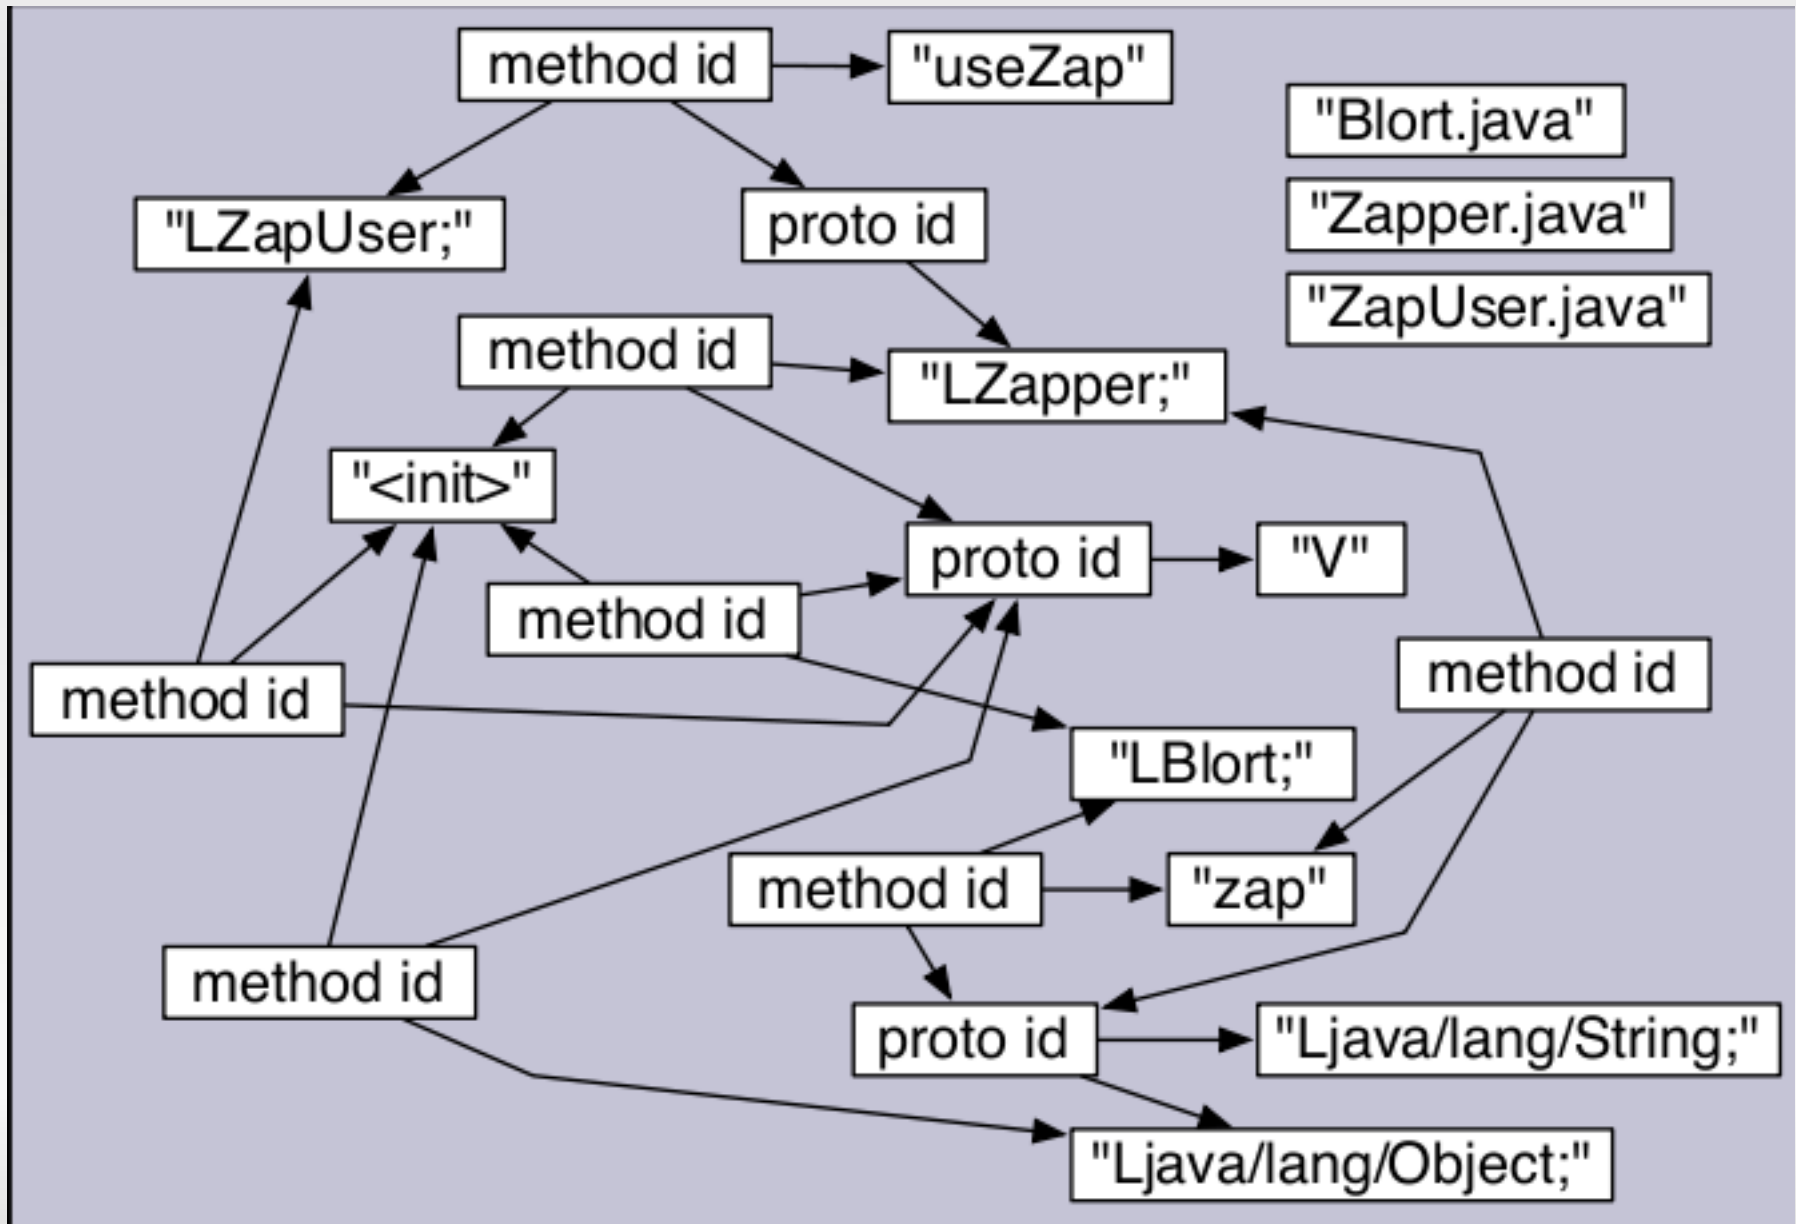 method id
"useZap"
"Blort.java"
"LZapUser;"
proto id
"Zapper.java"
"ZapUser.java"
method id
"LZapper;"
"<init>"
proto id
"V"
method id
method id
method id
"LBlort;"
method id
"zap"
method id
proto id
"Ljava/lang/String;"
"Ljava/lang/Object;"